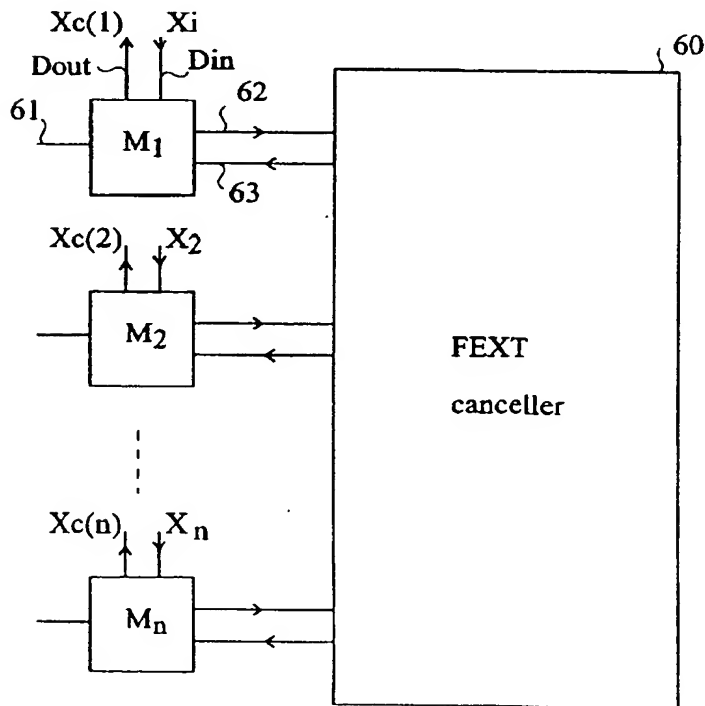 Xc(1) Xi
60
Dout Din
61
62
M1
63
Xc(2) X2
M2
FEXT
canceller
Xc(n) Xn
Mn